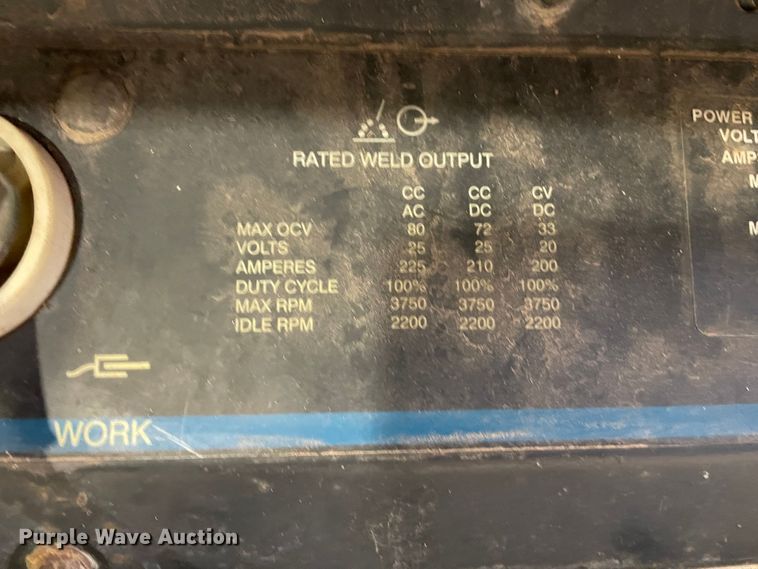 RATED WELD OUTPUT
CC CC CV
AC DC DC
MAX OCV 80 72 33
VOLTS 25 25 20
AMPERES 225 210 200
DUTY CYCLE 100% 100% 100%
MAX RPM 3750 3750 3750
IDLE RPM 2200 2200 2200
POWER
VOLT
AMP
M
M
WORK
Purple Wave Auction